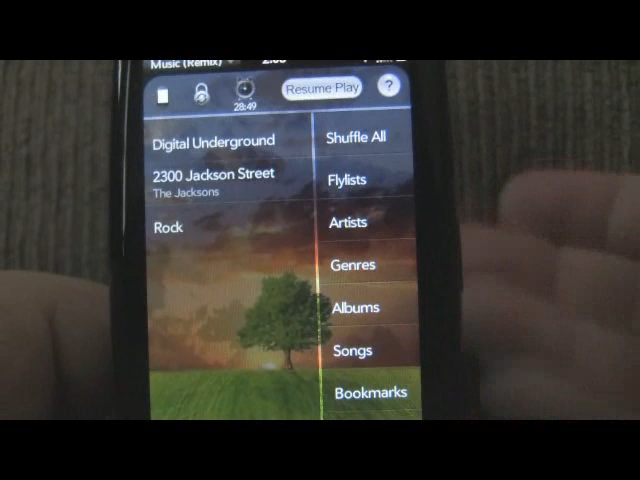 Music (Remix)
28:49
Resume Play
?
Digital Underground
2300 Jackson Street
The Jacksons
Rock
Shuffle All
Flylists
Artists
Genres
Albums
Songs
Bookmarks